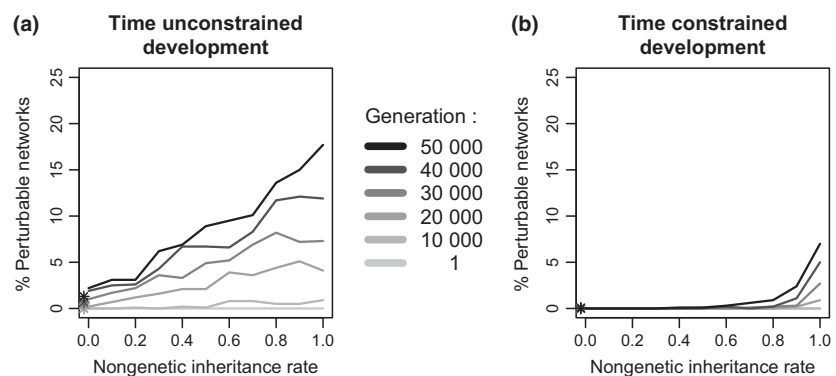 (a) Time unconstrained
development
% Perturbable networks
25
20
15
10
5
0
0.0 0.2 0.4 0.6 0.8 1.0
Nongenetic inheritance rate
Generation :
50 000
40 000
30 000
20 000
10 000
1
(b) Time constrained
development
% Perturbable networks
25
20
15
10
5
0
0.0 0.2 0.4 0.6 0.8 1.0
Nongenetic inheritance rate